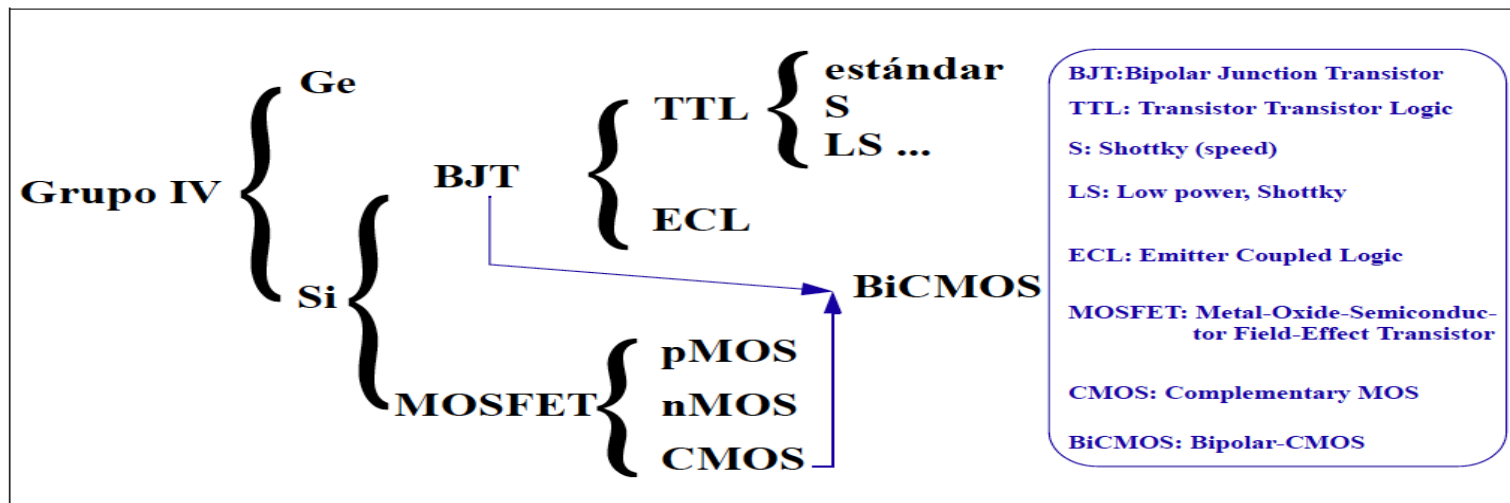 Grupo IV
Ge
Si
BJT
MOSFET
TTL
ECL
estándar
S
LS ...
pMOS
nMOS
CMOS
BiCMOS
BJT:Bipolar Junction Transistor
TTL: Transistor Transistor Logic
S: Shottky (speed)
LS: Low power, Shottky
ECL: Emitter Coupled Logic
MOSFET: Metal-Oxide-Semiconduc-
tor Field-Effect Transistor
CMOS: Complementary MOS
BiCMOS: Bipolar-CMOS